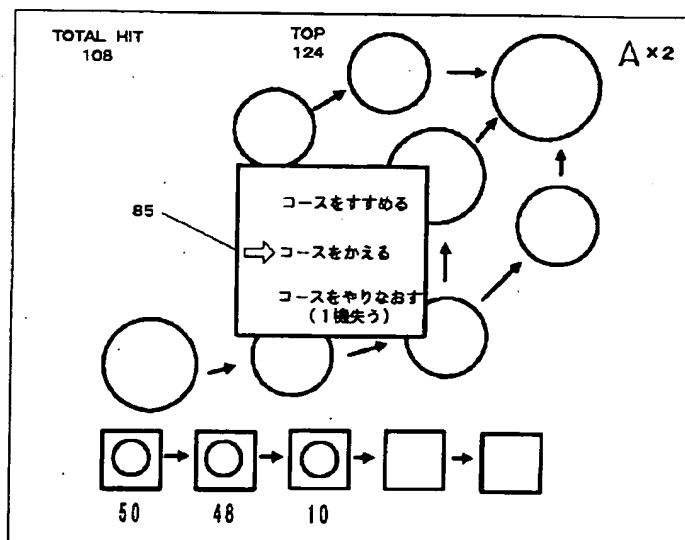 TOTAL HIT
108
TOP
124
A×2
85
コースをすすめる
コースをかえる
コースをやりなおす
(1機失う)
50 48 10